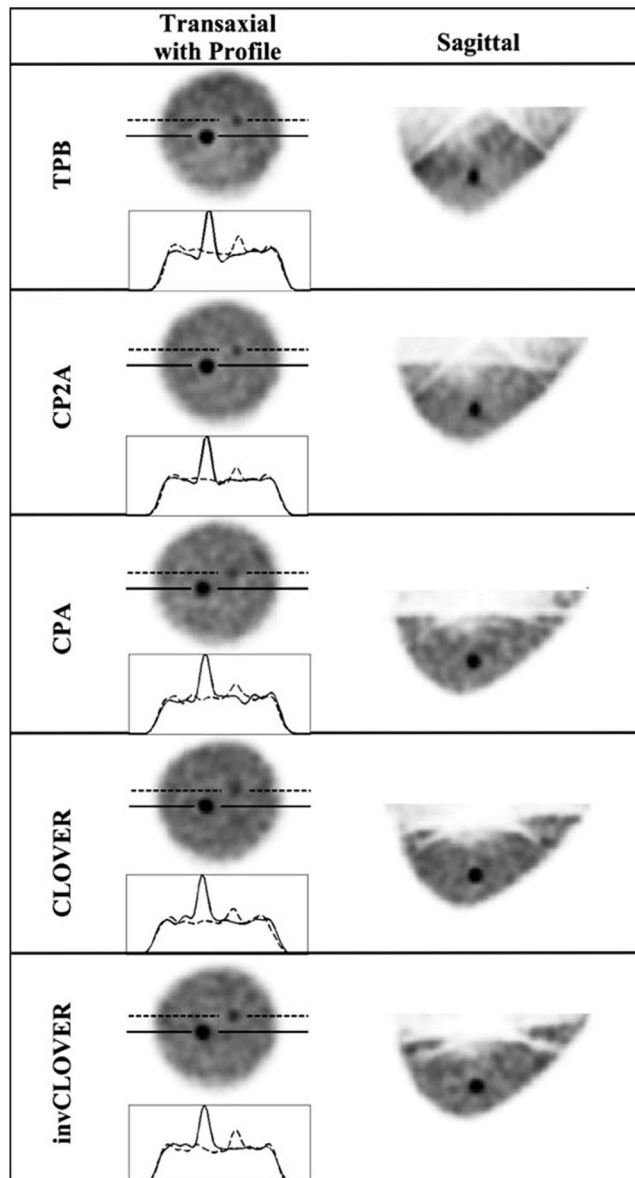 Transaxial
with Profile
Sagittal
TPB
CP2A
CPA
CLOVER
invCLOVER